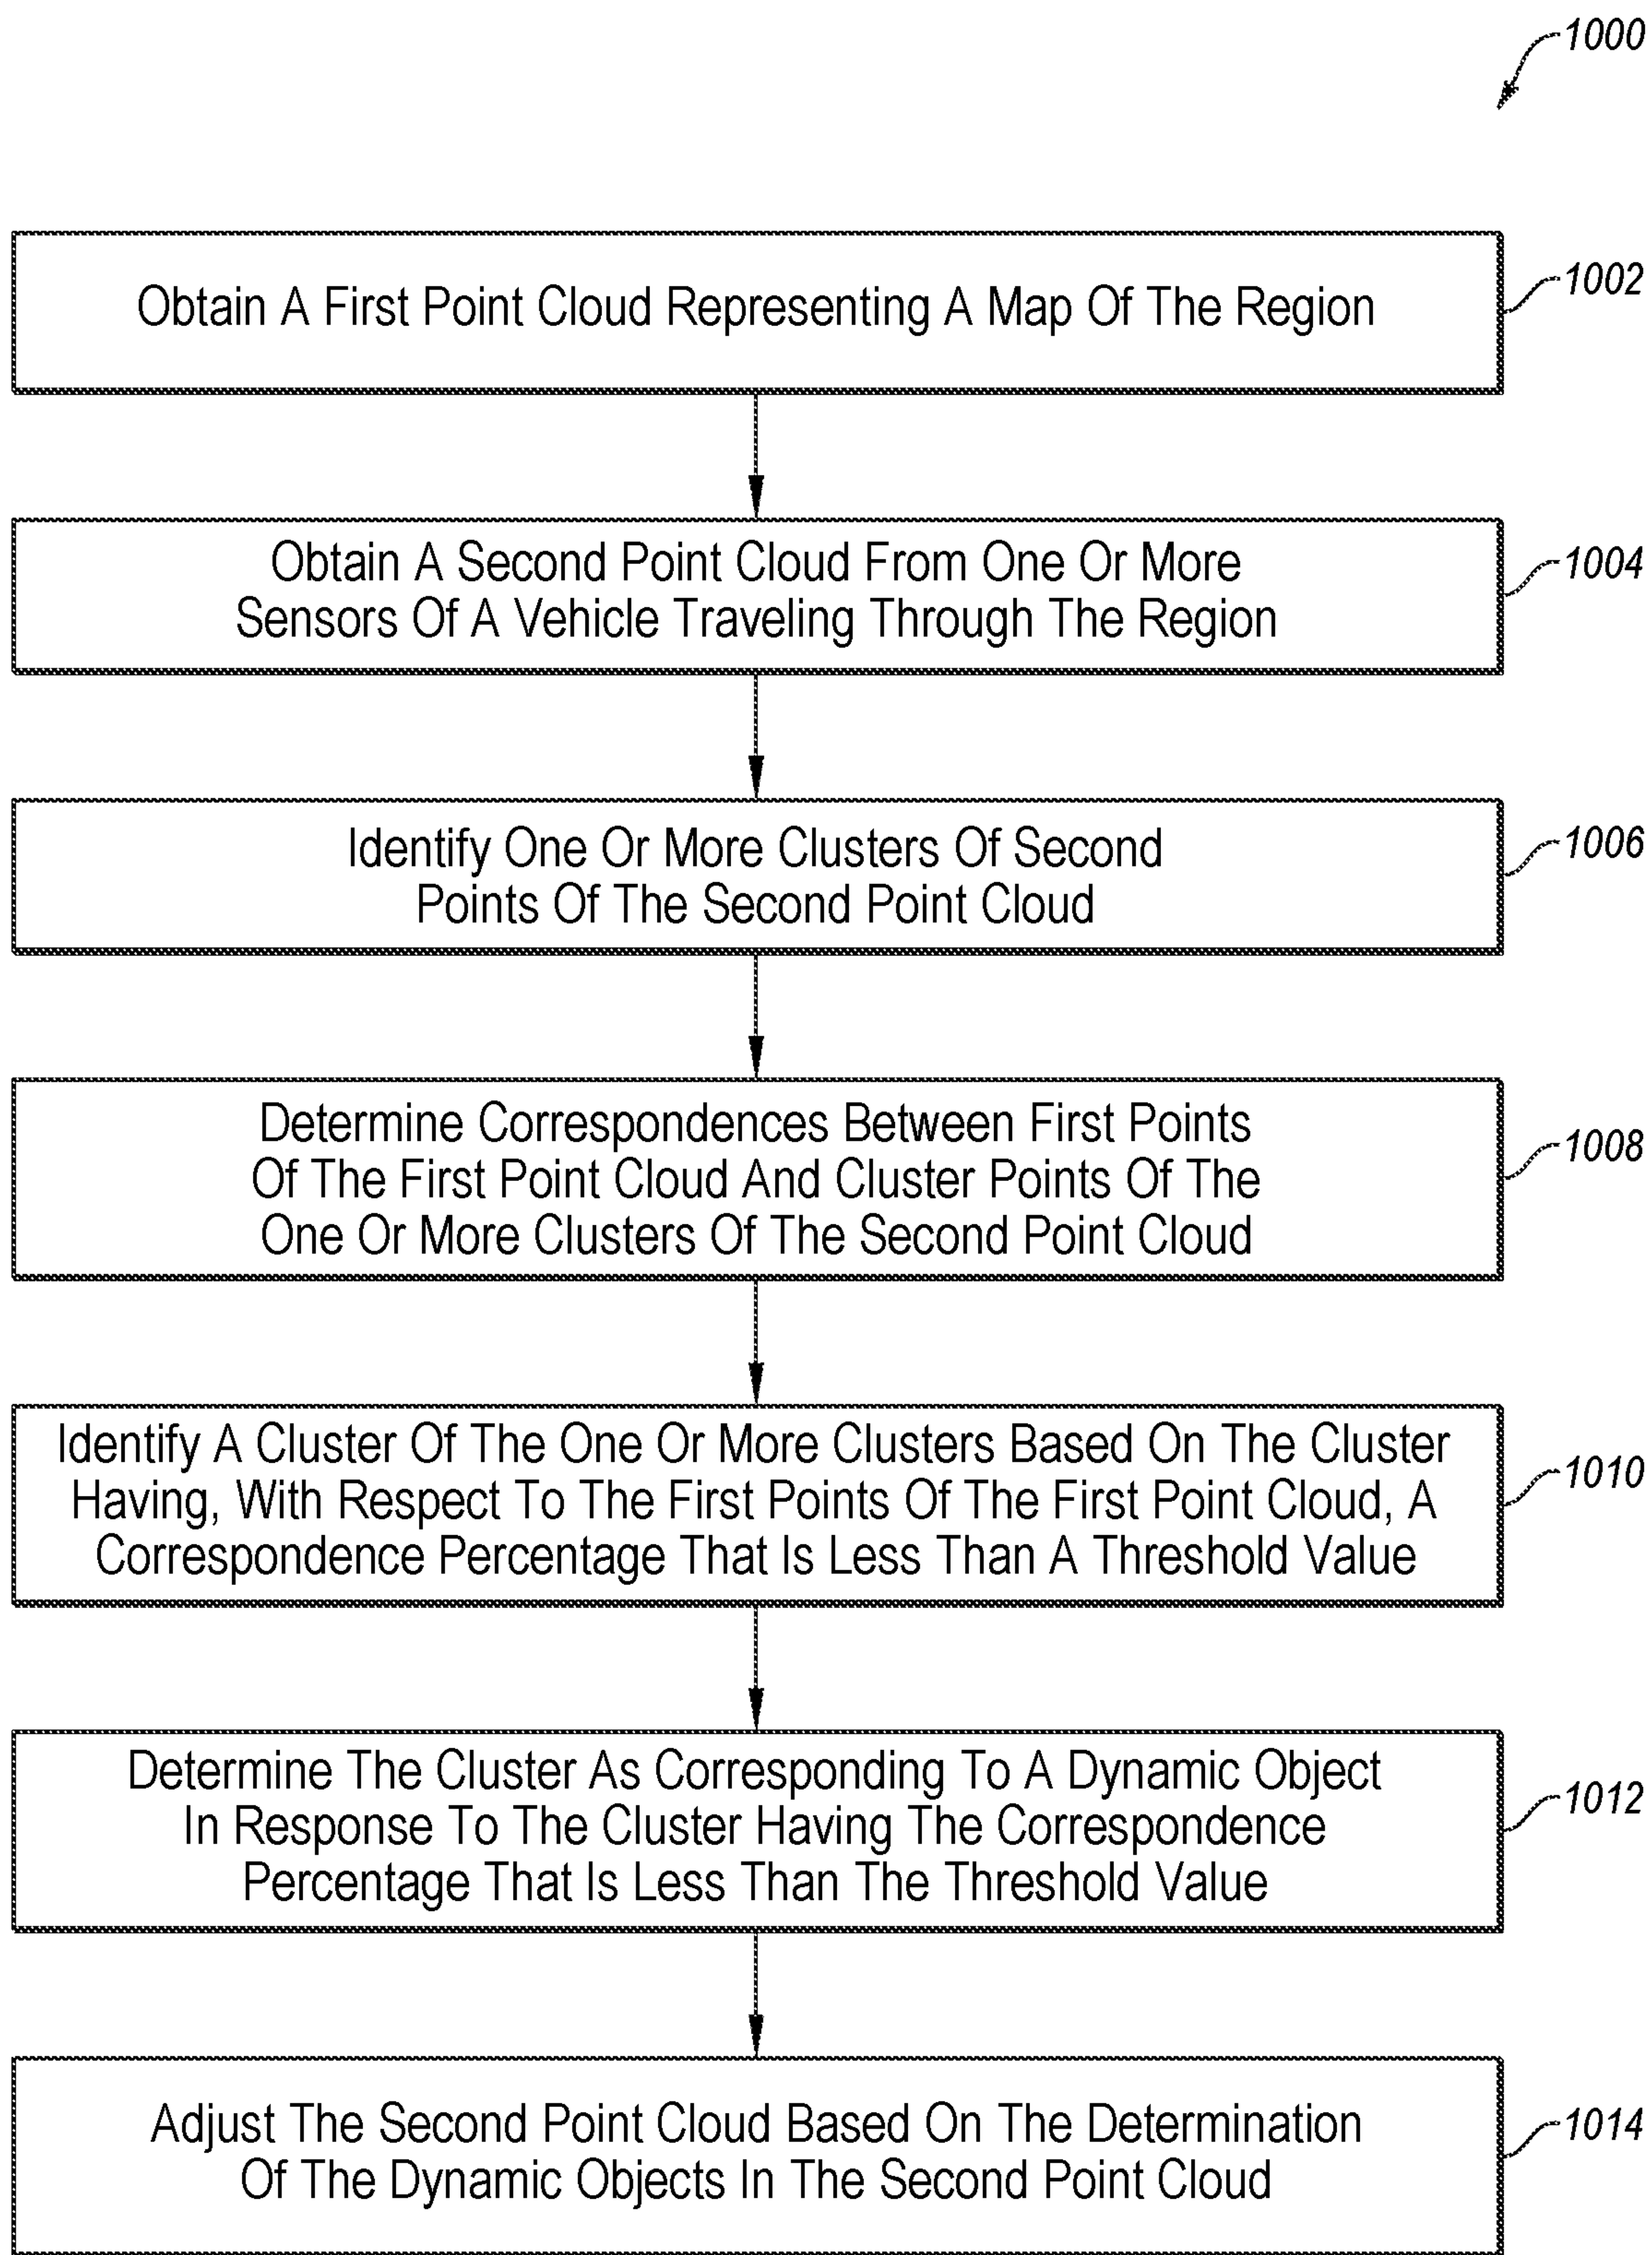 1000
Obtain A First Point Cloud Representing A Map Of The Region
1002
Obtain A Second Point Cloud From One Or More
Sensors Of A Vehicle Traveling Through The Region
1004
Identify One Or More Clusters Of Second
Points Of The Second Point Cloud
1006
Determine Correspondences Between First Points
Of The First Point Cloud And Cluster Points Of The
One Or More Clusters Of The Second Point Cloud
1008
Identify A Cluster Of The One Or More Clusters Based On The Cluster
Having, With Respect To The First Points Of The First Point Cloud, A
Correspondence Percentage That Is Less Than A Threshold Value
1010
Determine The Cluster As Corresponding To A Dynamic Object
In Response To The Cluster Having The Correspondence
Percentage That Is Less Than The Threshold Value
1012
Adjust The Second Point Cloud Based On The Determination
Of The Dynamic Objects In The Second Point Cloud
1014